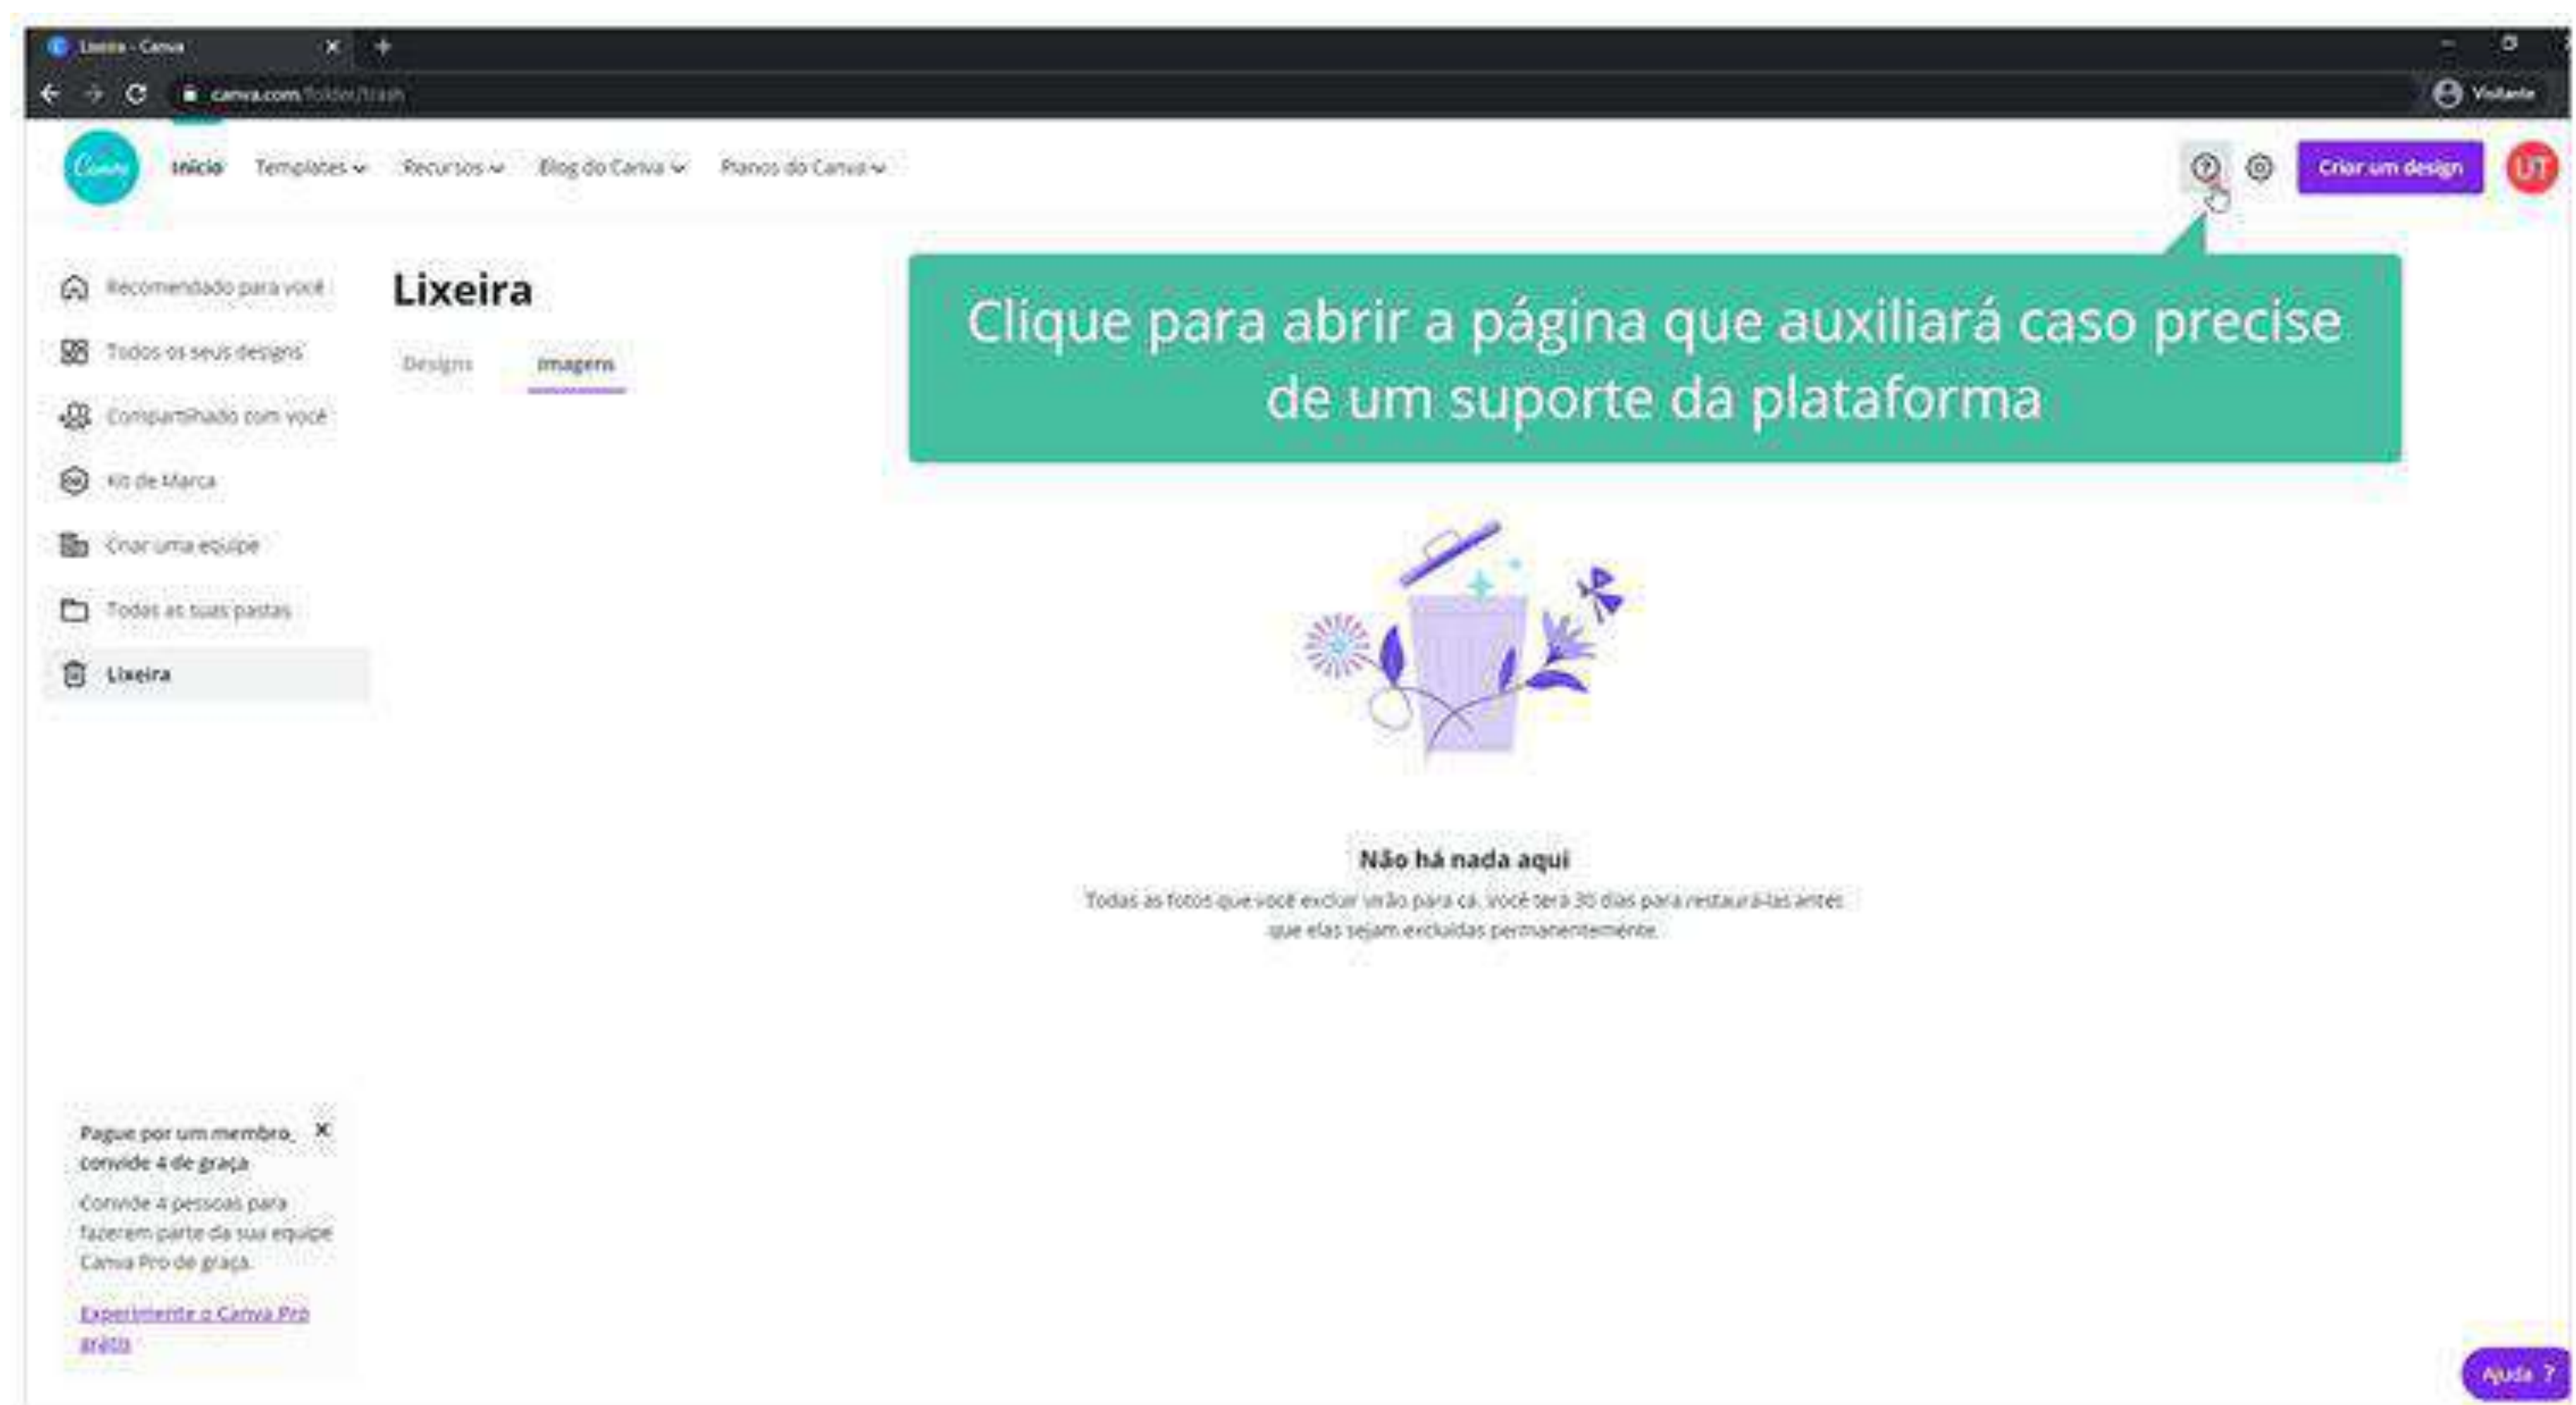 Lixeira - Canva
canva.com/folder/trash
Visitante
Canva
Início
Templates
Recursos
Blog do Canva
Planos do Canva
Criar um design
UT
Clique para abrir a página que auxiliará caso precise
de um suporte da plataforma
Recomendado para você
Todos os seus designs
Compartilhado com você
Kit de Marca
Criar uma equipe
Todas as tuas pastas
Lixeira
Lixeira
Designs
Imagens
Não há nada aqui
Todas as fotos que você excluir virão para cá. Você terá 30 dias para restaurá-las antes
que elas sejam excluídas permanentemente.
Pague por um membro,
convide 4 de graça
Convide 4 pessoas para
fazerem parte da sua equipe
Canva Pro de graça.
Experimente o Canva Pro
grátis
Ajuda ?